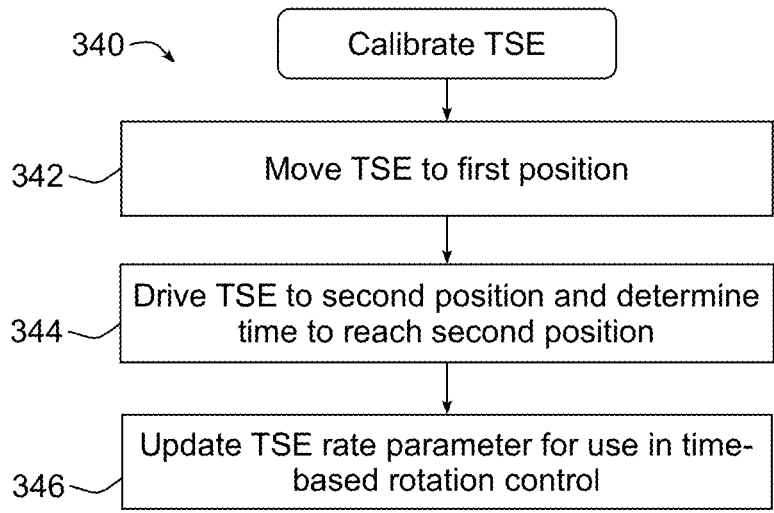 340
Calibrate TSE
342
Move TSE to first position
344
Drive TSE to second position and determine
time to reach second position
346
Update TSE rate parameter for use in time-
based rotation control